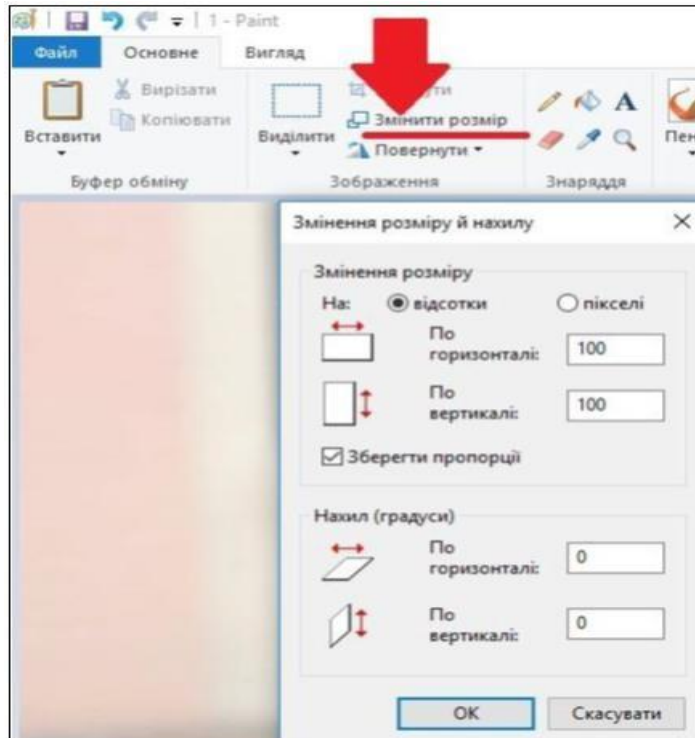 1 - Paint
Файл Основне Вигляд
Вирізати
Копіювати
Вставити
Буфер обміну
Виділити
Змінити розмір
Повернути
Зображення
A
Знаряддя
Змінення розміру й нахилу
Змінення розміру
На: відсотки пікселі
По
горизонталі: 100
По
вертикалі: 100
Зберегти пропорції
Нахил (градуси)
По
горизонталі: 0
По
вертикалі: 0
OK Скасувати